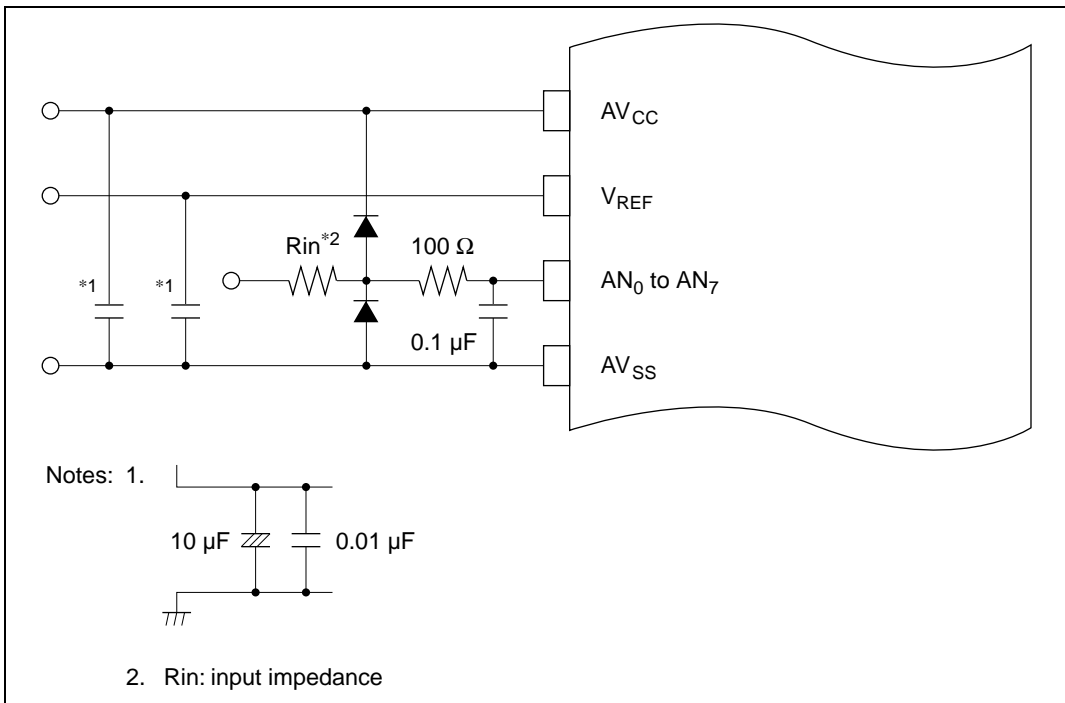 AVCC
VREF
Rin*2
100 Ω
*1
*1
AN0 to AN7
0.1 µF
AVSS
Notes: 1.
10 µF
0.01 µF
2. Rin: input impedance